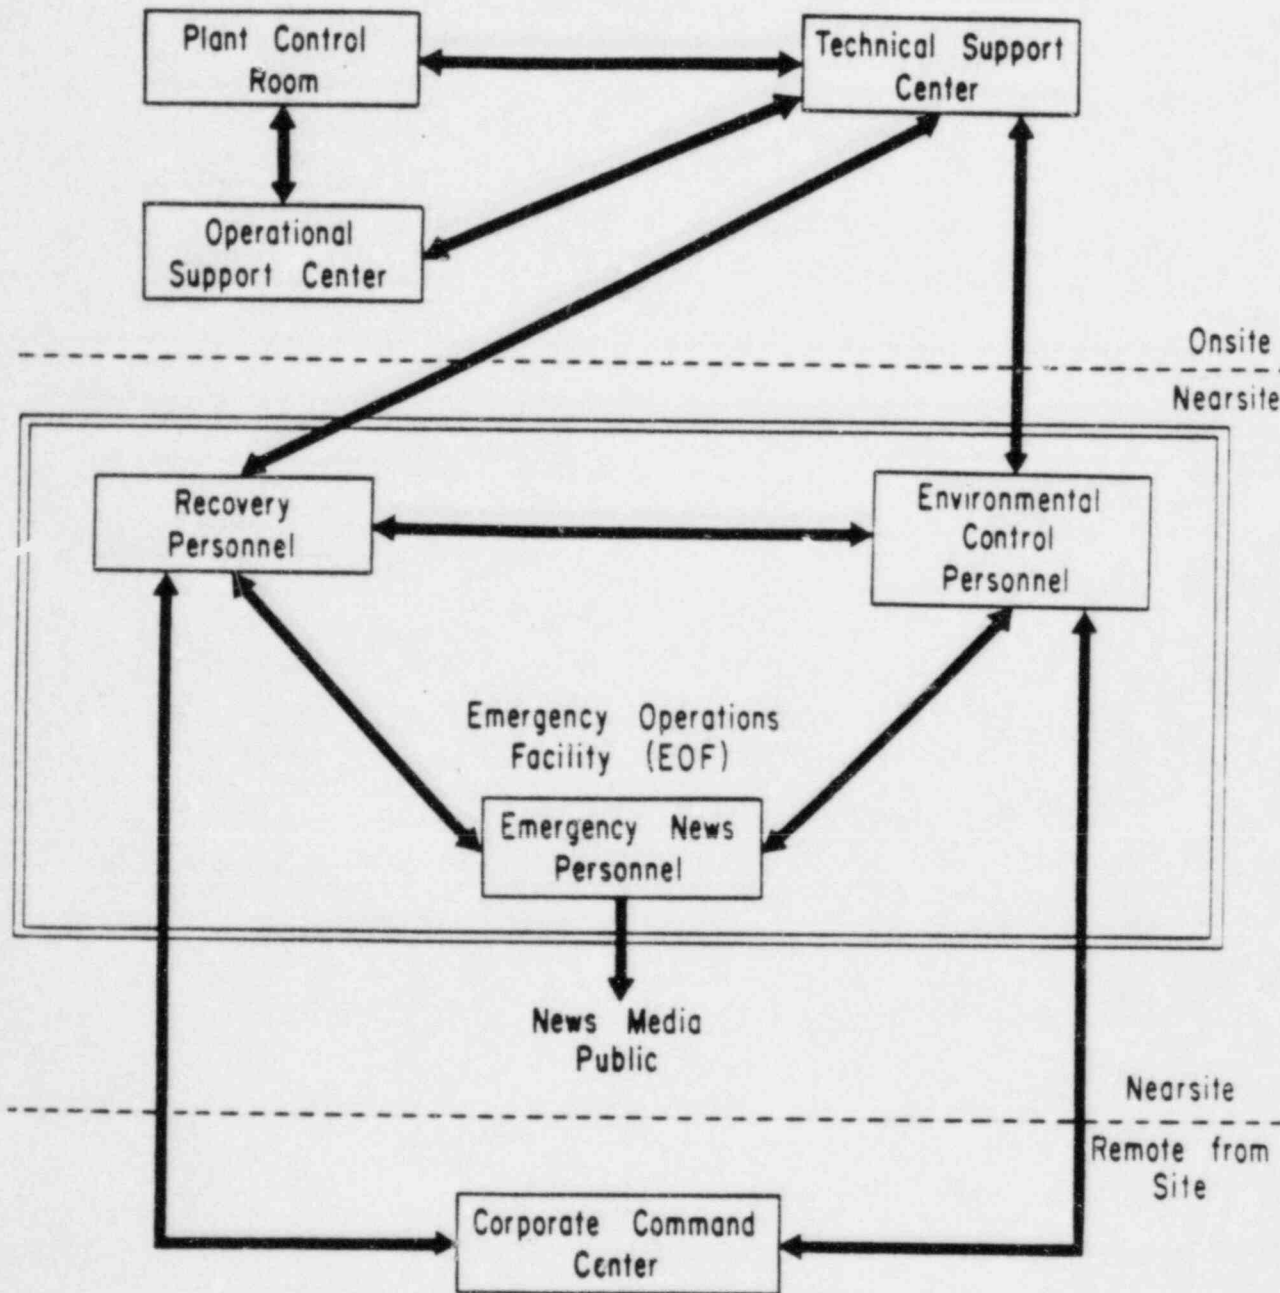 Plant Control
Room
Technical Support
Center
Operational
Support Center
Onsite
Nearsite
Recovery
Personnel
Environmental
Control
Personnel
Emergency Operations
Facility (EOF)
Emergency News
Personnel
News Media
Public
Nearsite
Remote from
Site
Corporate Command
Center